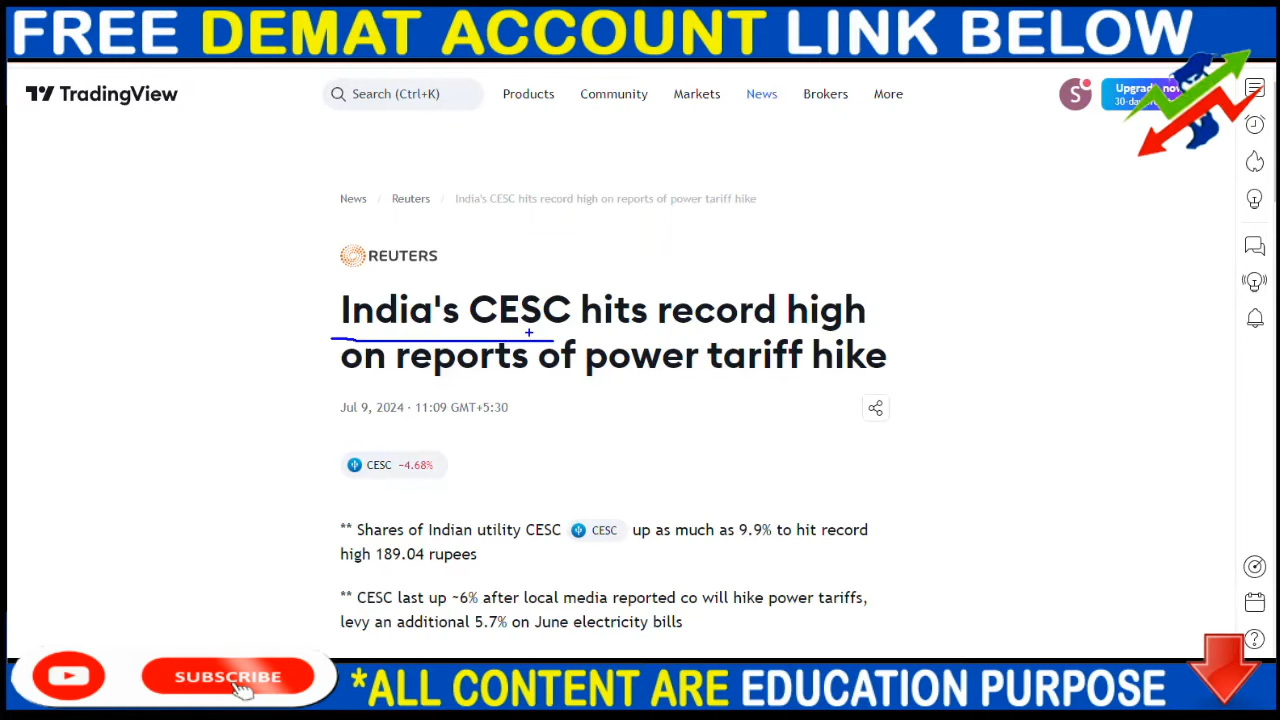 FREE DEMAT ACCOUNT LINK BELOW
TradingView
Search (Ctrl+K)
Products
Community
Markets
News
Brokers
More
S
Upgrade now
30-day
News / Reuters / India's CESC hits record high on reports of power tariff hike
REUTERS
India's CESC hits record high
on reports of power tariff hike
Jul 9, 2024 · 11:09 GMT+5:30
CESC −4.68%
** Shares of Indian utility CESC CESC up as much as 9.9% to hit record
high 189.04 rupees
** CESC last up ~6% after local media reported co will hike power tariffs,
levy an additional 5.7% on June electricity bills
SUBSCRIBE
*ALL CONTENT ARE EDUCATION PURPOSE